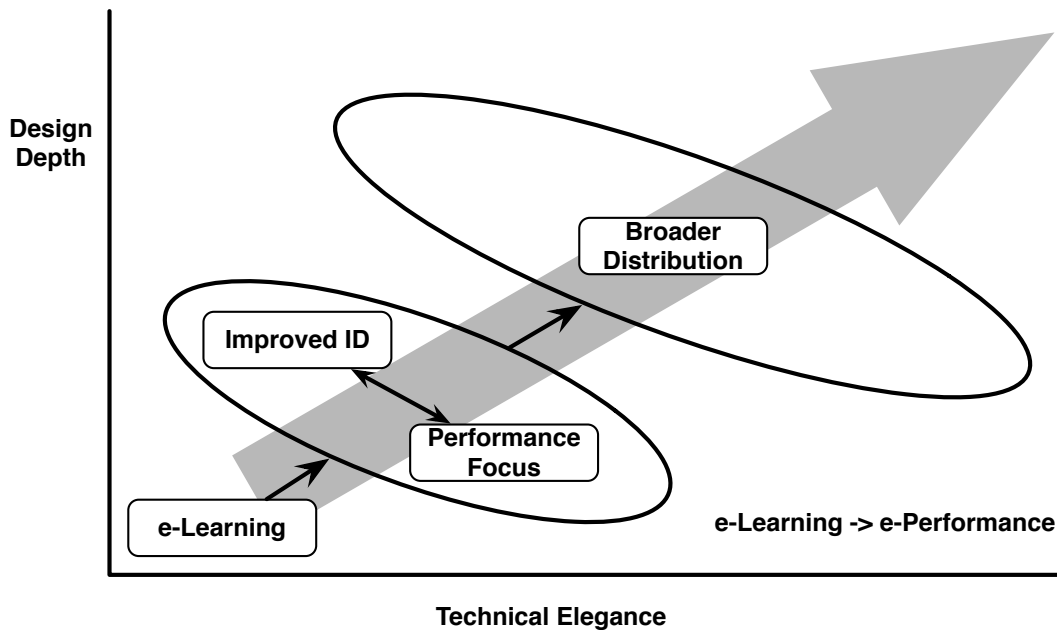 Design
Depth
Broader
Distribution
Improved ID
Performance
Focus
e-Learning
e-Learning -> e-Performance
Technical Elegance